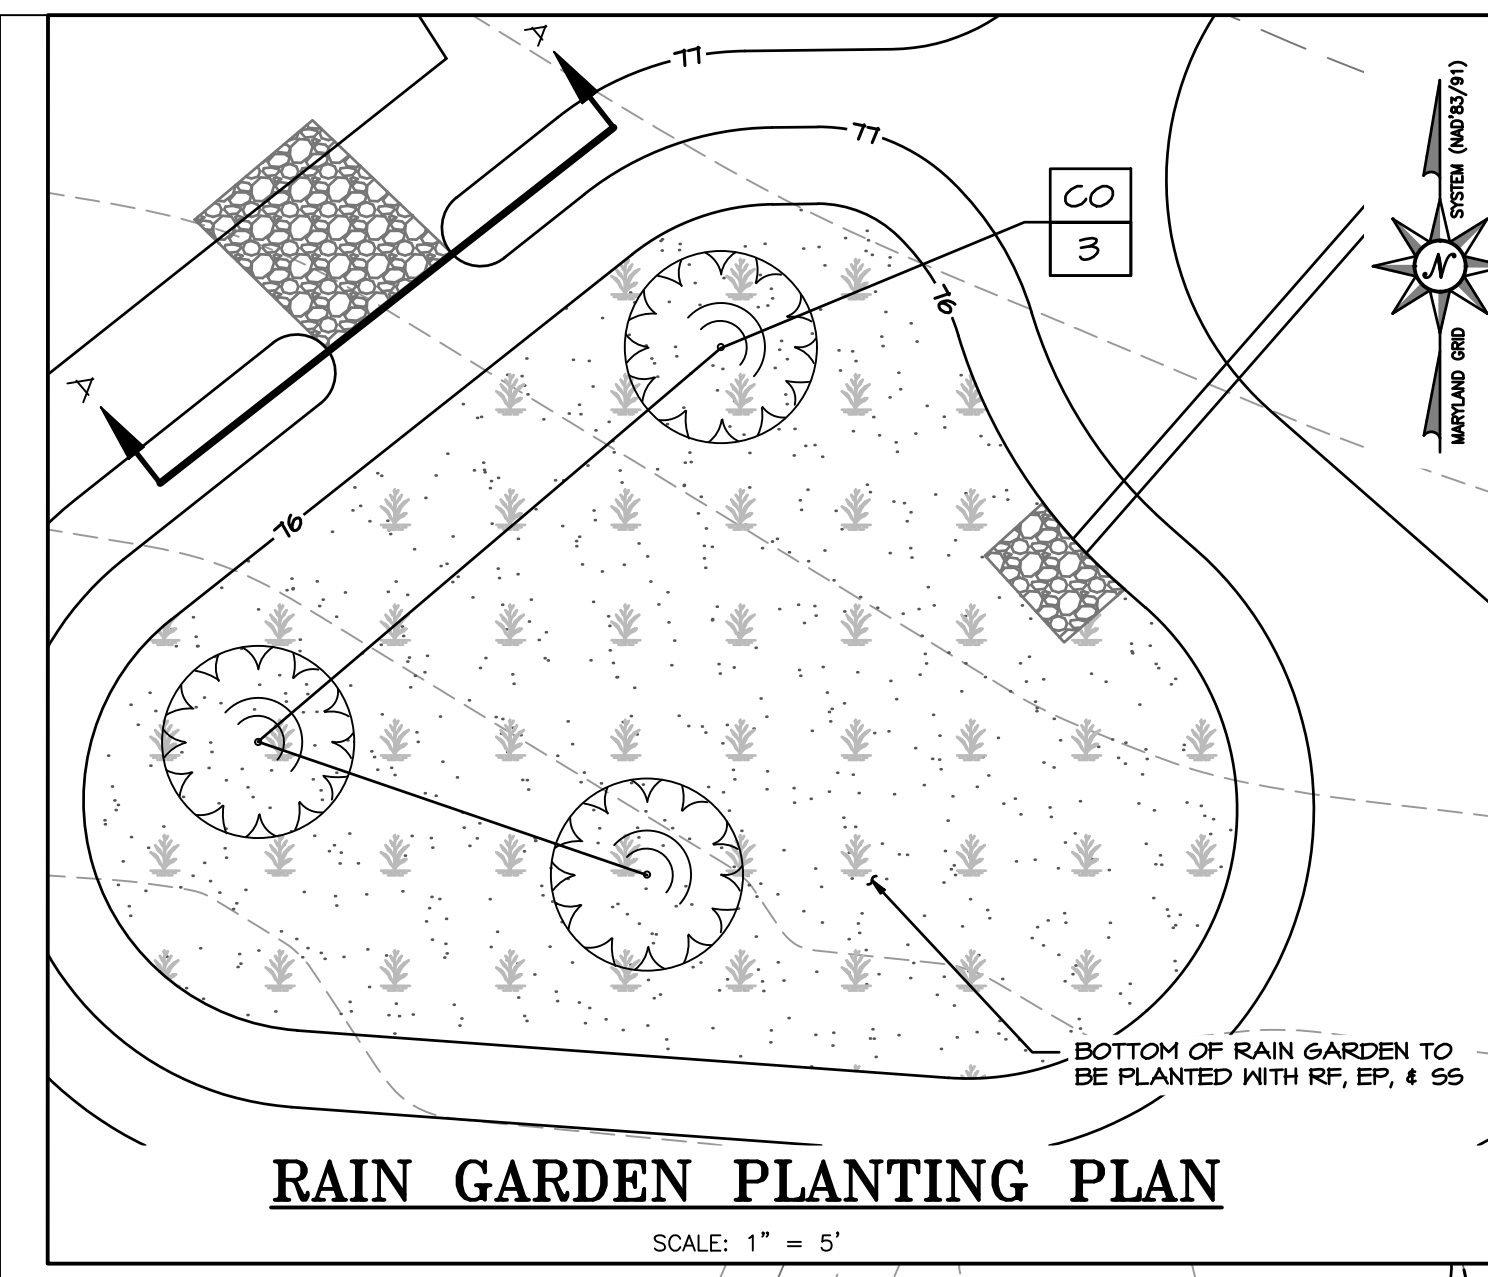 A
77
77
CO
3
76
A
76
SYSTEM (NAD'83/91)
N
MARYLAND GRID
BOTTOM OF RAIN GARDEN TO
BE PLANTED WITH RF, EP, & SS
RAIN GARDEN PLANTING PLAN
SCALE: 1" = 5'